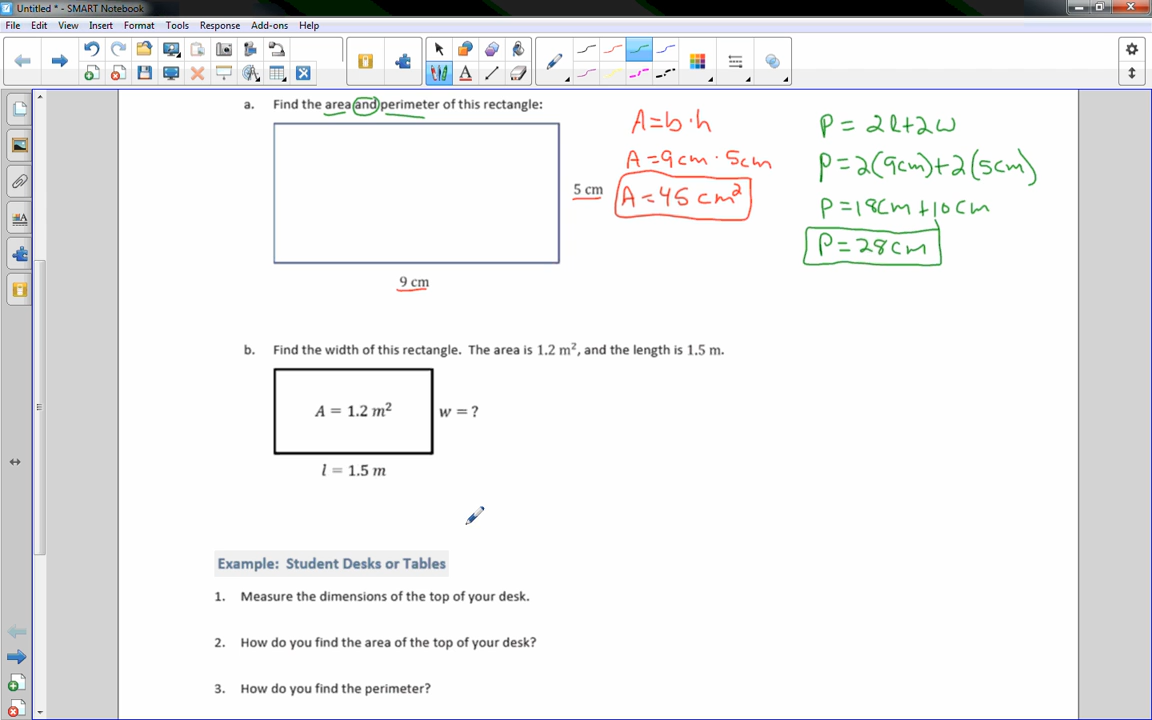 Untitled * - SMART Notebook
File Edit View Insert Format Tools Response Add-ons Help
a. Find the area and perimeter of this rectangle:
5 cm
9 cm
A = b · h
A = 9cm · 5cm
A = 45 cm²
P = 2l + 2w
P = 2(9cm) + 2(5cm)
P = 18cm + 10cm
P = 28cm
b. Find the width of this rectangle. The area is 1.2 m², and the length is 1.5 m.
A = 1.2 m²
w = ?
l = 1.5 m
Example: Student Desks or Tables
1. Measure the dimensions of the top of your desk.
2. How do you find the area of the top of your desk?
3. How do you find the perimeter?